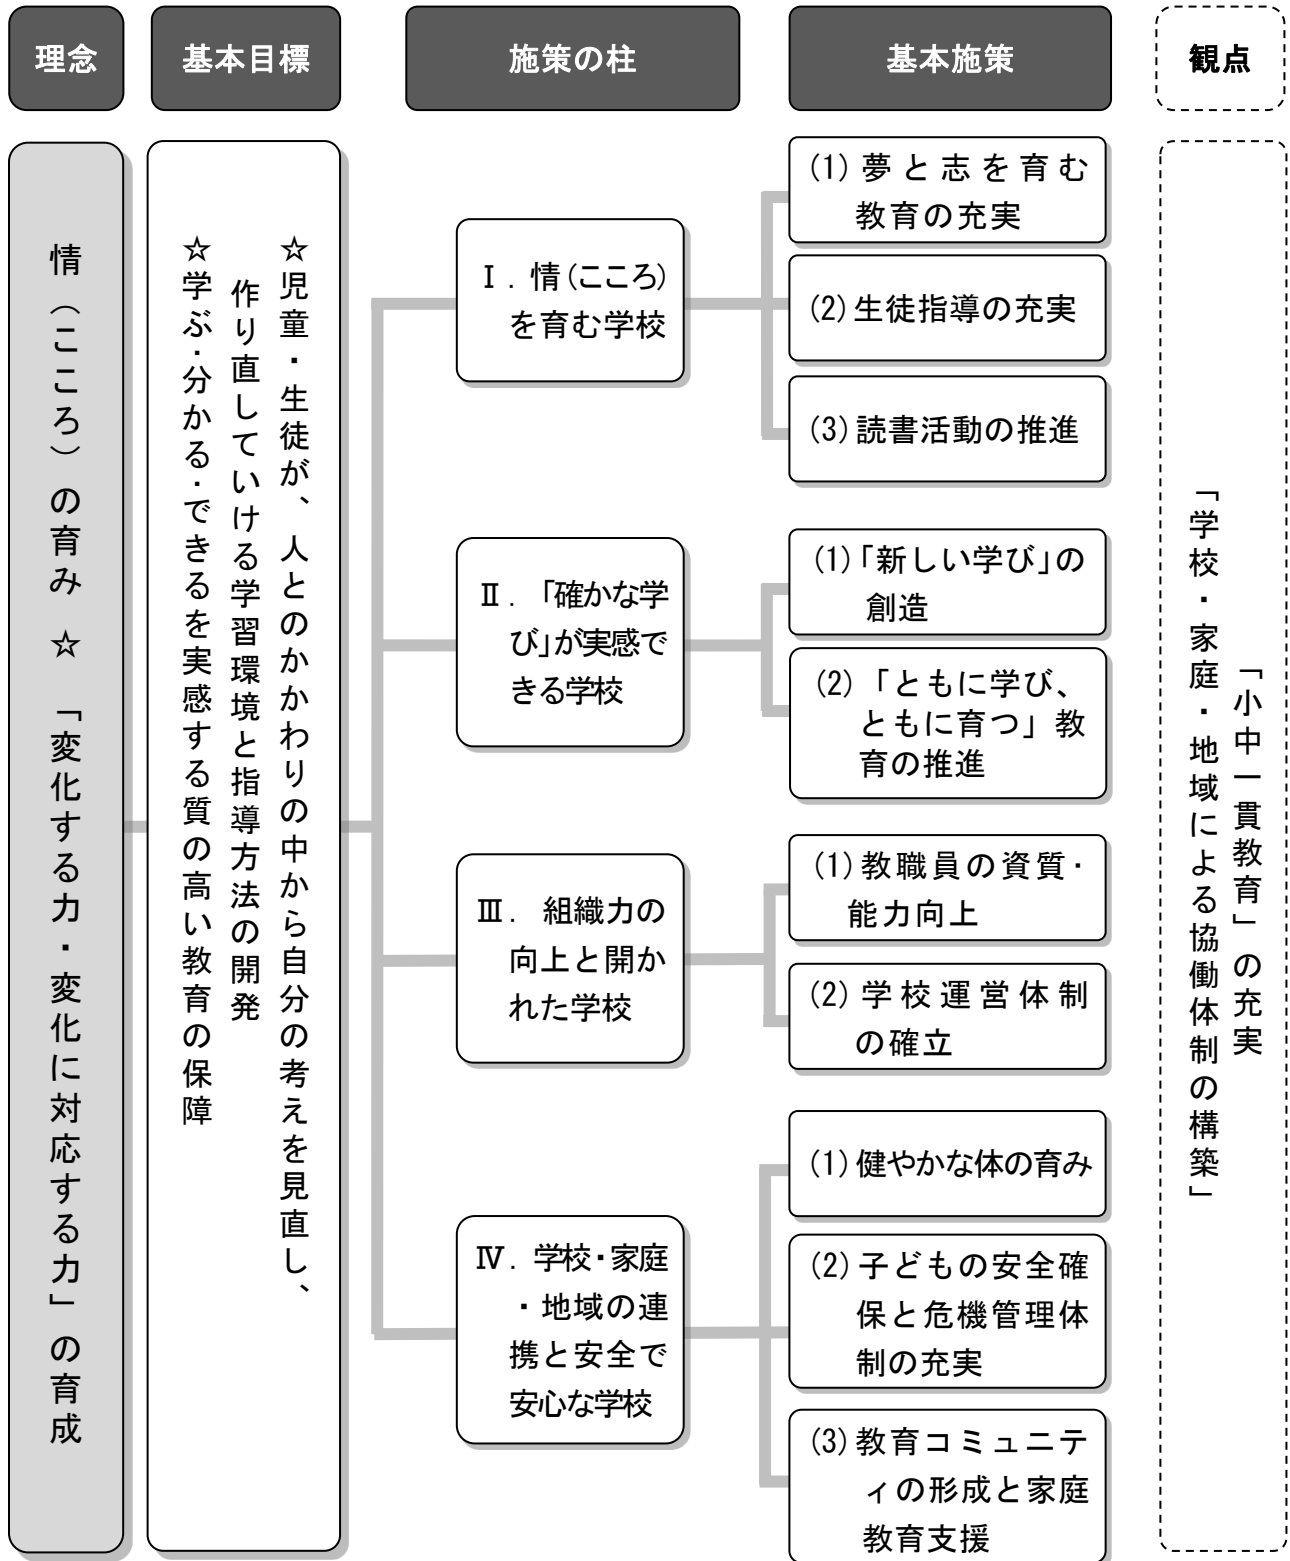 理念
基本目標
施策の柱
基本施策
観点
情（こころ）の育み ☆ 「変化する力・変化に対応する力」の育成
☆児童・生徒が、人とのかかわりの中から自分の考えを見直し、
作り直していける学習環境と指導方法の開発
☆学ぶ・分かる・できるを実感する質の高い教育の保障
Ⅰ．情（こころ）
を育む学校
(1) 夢と志を育む
教育の充実
(2) 生徒指導の充実
(3) 読書活動の推進
Ⅱ．「確かな学
び」が実感で
きる学校
(1)「新しい学び」の
創造
(2) 「ともに学び、
ともに育つ」教
育の推進
Ⅲ．組織力の
向上と開か
れた学校
(1) 教職員の資質・
能力向上
(2) 学校運営体制
の確立
Ⅳ．学校・家庭
・地域の連
携と安全で
安心な学校
(1) 健やかな体の育み
(2) 子どもの安全確
保と危機管理体
制の充実
(3) 教育コミュニテ
ィの形成と家庭
教育支援
「小中一貫教育」の充実
「学校・家庭・地域による協働体制の構築」